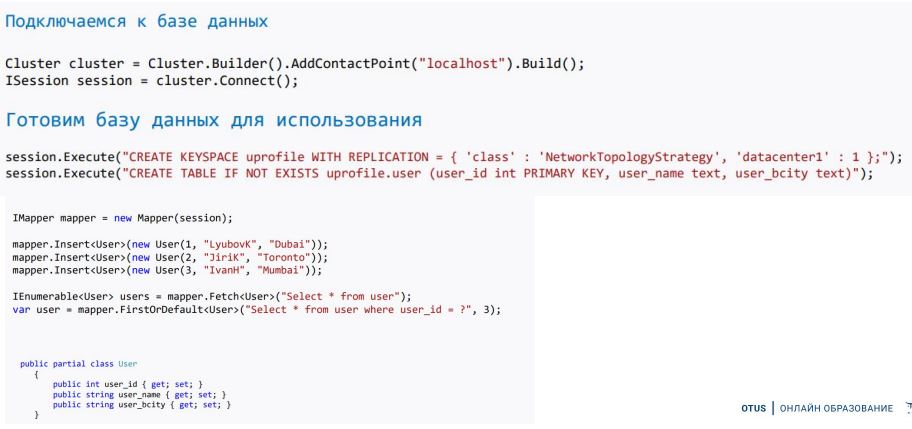 Подключаемся к базе данных
Cluster cluster = Cluster.Builder().AddContactPoint("localhost").Build();
ISession session = cluster.Connect();
Готовим базу данных для использования
session.Execute("CREATE KEYSPACE uprofile WITH REPLICATION = { 'class' : 'NetworkTopologyStrategy', 'datacenter1' : 1 };");
session.Execute("CREATE TABLE IF NOT EXISTS uprofile.user (user_id int PRIMARY KEY, user_name text, user_bcity text)");
IMapper mapper = new Mapper(session);
mapper.Insert<User>(new User(1, "LyubovK", "Dubai"));
mapper.Insert<User>(new User(2, "JiriK", "Toronto"));
mapper.Insert<User>(new User(3, "IvanH", "Mumbai"));
IEnumerable<User> users = mapper.Fetch<User>("Select * from user");
var user = mapper.FirstOrDefault<User>("Select * from user where user_id = ?", 3);
public partial class User
{
public int user_id { get; set; }
public string user_name { get; set; }
public string user_bcity { get; set; }
}
OTUS | ОНЛАЙН ОБРАЗОВАНИЕ